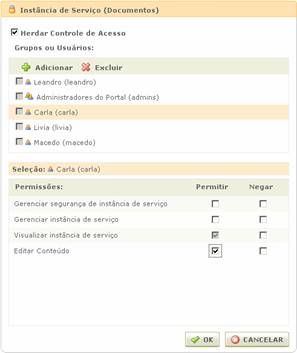 Instância de Serviço (Documentos)
Herdar Controle de Acesso
Grupos ou Usuários:
Adicionar Excluir
Leandro (leandro)
Administradores do Portal (admins)
Carla (carla)
Livia (livia)
Macedo (macedo)
Seleção: Carla (carla)
Permissões: Permitir Negar
Gerenciar segurança de instância de serviço
Gerenciar instância de serviço
Visualizar instância de serviço
Editar Conteúdo
OK CANCELAR